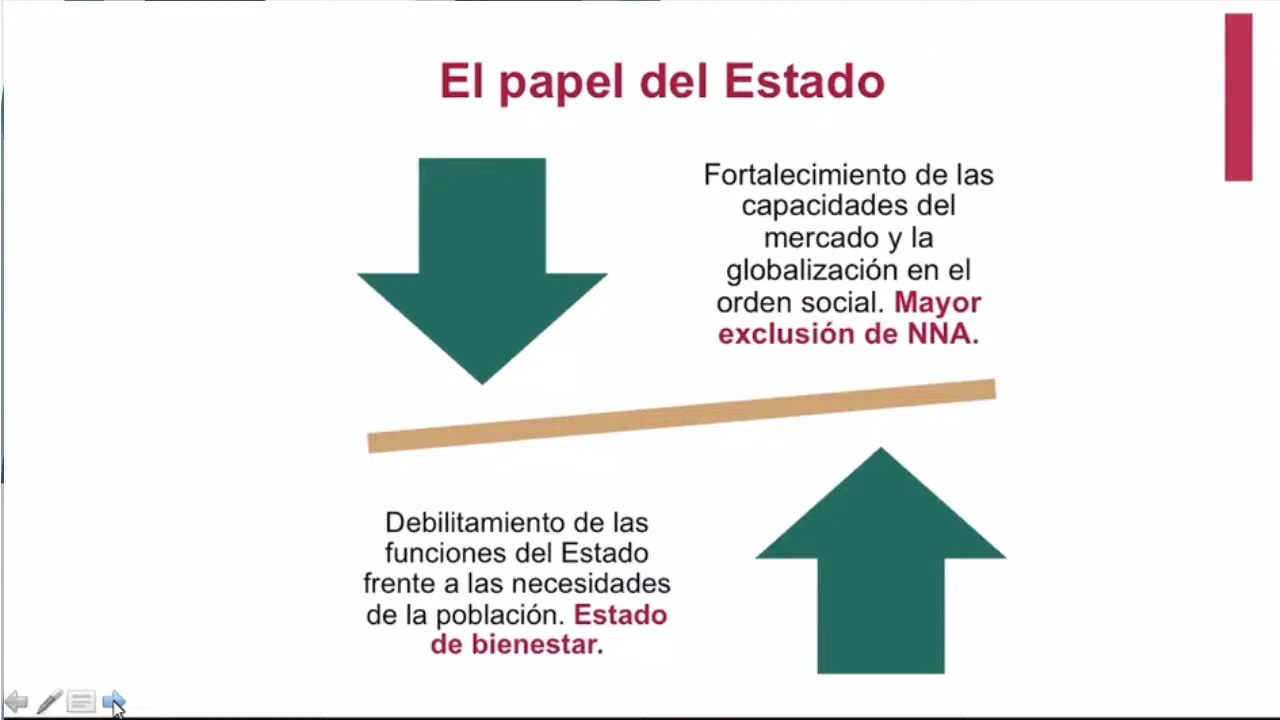 El papel del Estado
Fortalecimiento de las
capacidades del
mercado y la
globalización en el
orden social. Mayor
exclusión de NNA.
Debilitamiento de las
funciones del Estado
frente a las necesidades
de la población. Estado
de bienestar.